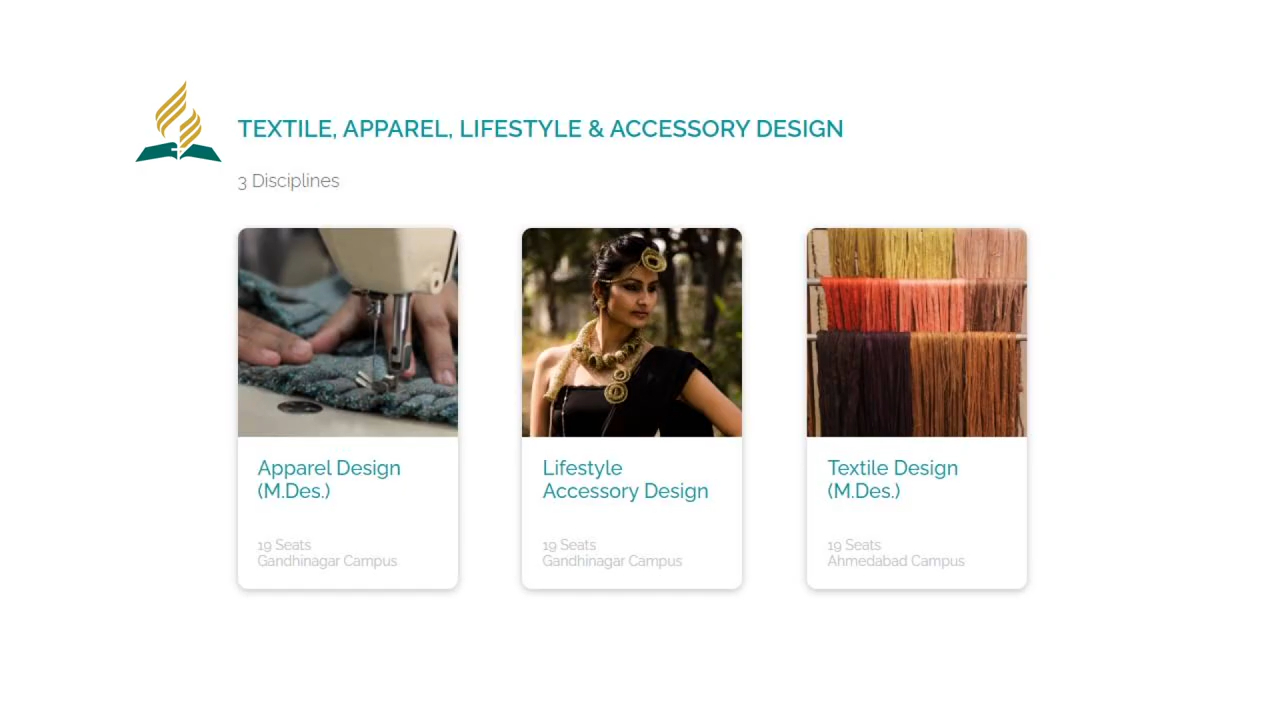 TEXTILE, APPAREL, LIFESTYLE & ACCESSORY DESIGN
3 Disciplines
Apparel Design
(M.Des.)
19 Seats
Gandhinagar Campus
Lifestyle
Accessory Design
19 Seats
Gandhinagar Campus
Textile Design
(M.Des.)
19 Seats
Ahmedabad Campus